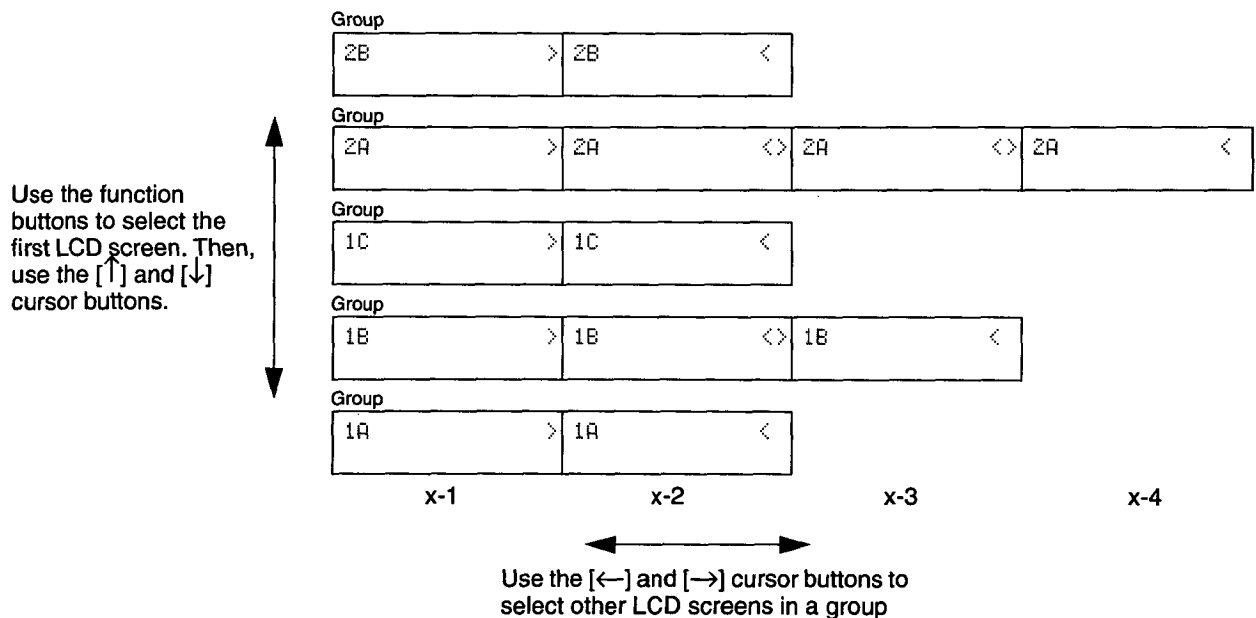 Group
2B > 2B <
Group
2A > 2A <> 2A <> 2A <
Use the function
buttons to select the
first LCD screen. Then,
use the [↑] and [↓]
cursor buttons.
Group
1C > 1C <
Group
1B > 1B <> 1B <
Group
1A > 1A <
x-1 x-2 x-3 x-4
Use the [←] and [→] cursor buttons to
select other LCD screens in a group